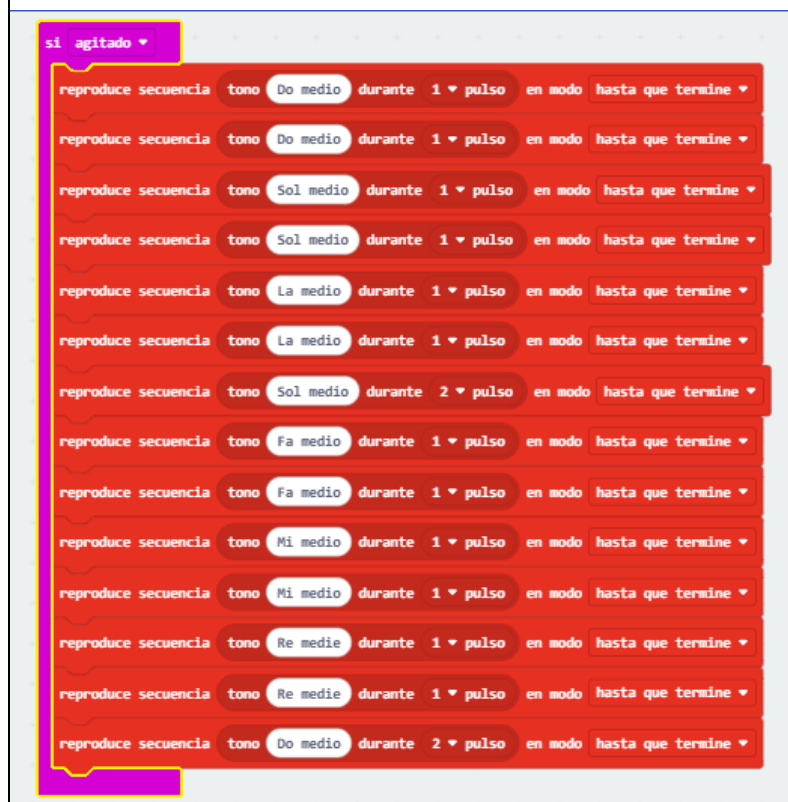 si agitado
reproduce secuencia tono Do medio durante 1 pulso en modo hasta que termine
reproduce secuencia tono Do medio durante 1 pulso en modo hasta que termine
reproduce secuencia tono Sol medio durante 1 pulso en modo hasta que termine
reproduce secuencia tono Sol medio durante 1 pulso en modo hasta que termine
reproduce secuencia tono La medio durante 1 pulso en modo hasta que termine
reproduce secuencia tono La medio durante 1 pulso en modo hasta que termine
reproduce secuencia tono Sol medio durante 2 pulso en modo hasta que termine
reproduce secuencia tono Fa medio durante 1 pulso en modo hasta que termine
reproduce secuencia tono Fa medio durante 1 pulso en modo hasta que termine
reproduce secuencia tono Mi medio durante 1 pulso en modo hasta que termine
reproduce secuencia tono Mi medio durante 1 pulso en modo hasta que termine
reproduce secuencia tono Re medie durante 1 pulso en modo hasta que termine
reproduce secuencia tono Re medie durante 1 pulso en modo hasta que termine
reproduce secuencia tono Do medio durante 2 pulso en modo hasta que termine